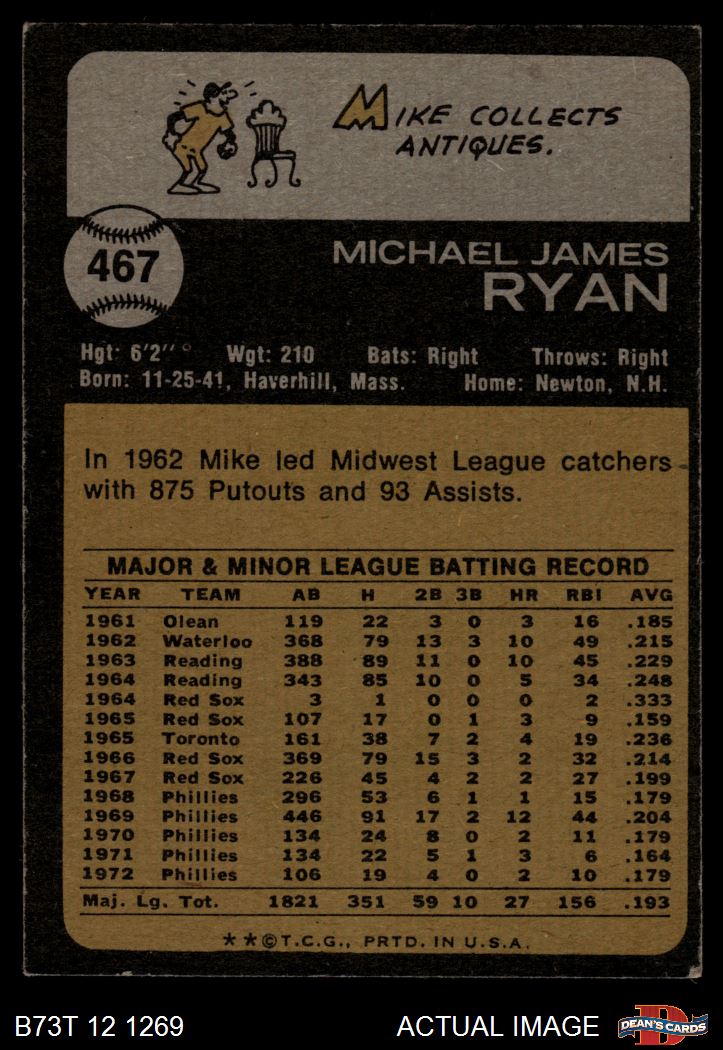 MIKE COLLECTS
ANTIQUES.
467
MICHAEL JAMES
RYAN
Hgt: 6'2" Wgt: 210 Bats: Right Throws: Right
Born: 11-25-41, Haverhill, Mass. Home: Newton, N.H.
In 1962 Mike led Midwest League catchers
with 875 Putouts and 93 Assists.
MAJOR & MINOR LEAGUE BATTING RECORD
YEAR TEAM AB H 2B 3B HR RBI AVG
1961 Olean 119 22 3 0 3 16 .185
1962 Waterloo 368 79 13 3 10 49 .215
1963 Reading 388 89 11 0 10 45 .229
1964 Reading 343 85 10 0 5 34 .248
1964 Red Sox 3 1 0 0 0 2 .333
1965 Red Sox 107 17 0 1 3 9 .159
1965 Toronto 161 38 7 2 4 19 .236
1966 Red Sox 369 79 15 3 2 32 .214
1967 Red Sox 226 45 4 2 2 27 .199
1968 Phillies 296 53 6 1 1 15 .179
1969 Phillies 446 91 17 2 12 44 .204
1970 Phillies 134 24 8 0 2 11 .179
1971 Phillies 134 22 5 1 3 6 .164
1972 Phillies 106 19 4 0 2 10 .179
Maj. Lg. Tot. 1821 351 59 10 27 156 .193
**©T.C.G., PRTD. IN U.S.A.
B73T 12 1269 ACTUAL IMAGE
D
DEAN'S CARDS